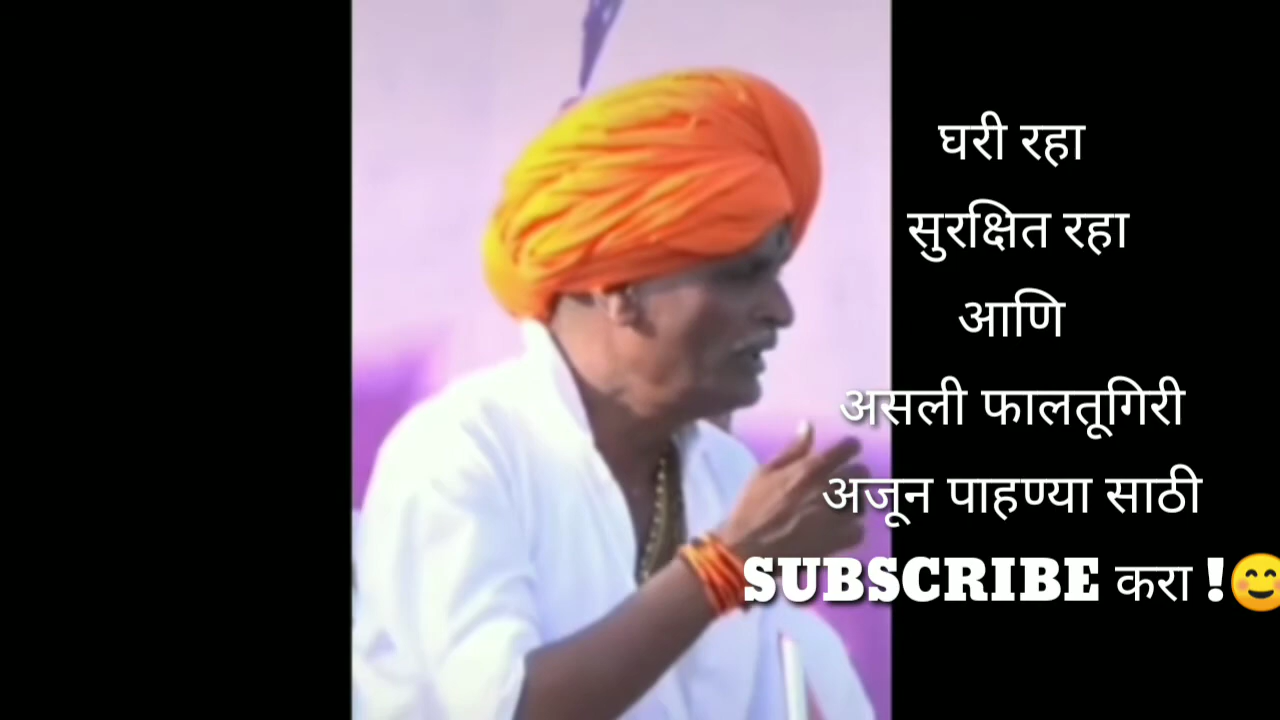 घरी रहा
सुरक्षित रहा
आणि
असली फालतूगिरी
अजून पाहण्या साठी
SUBSCRIBE करा !😊